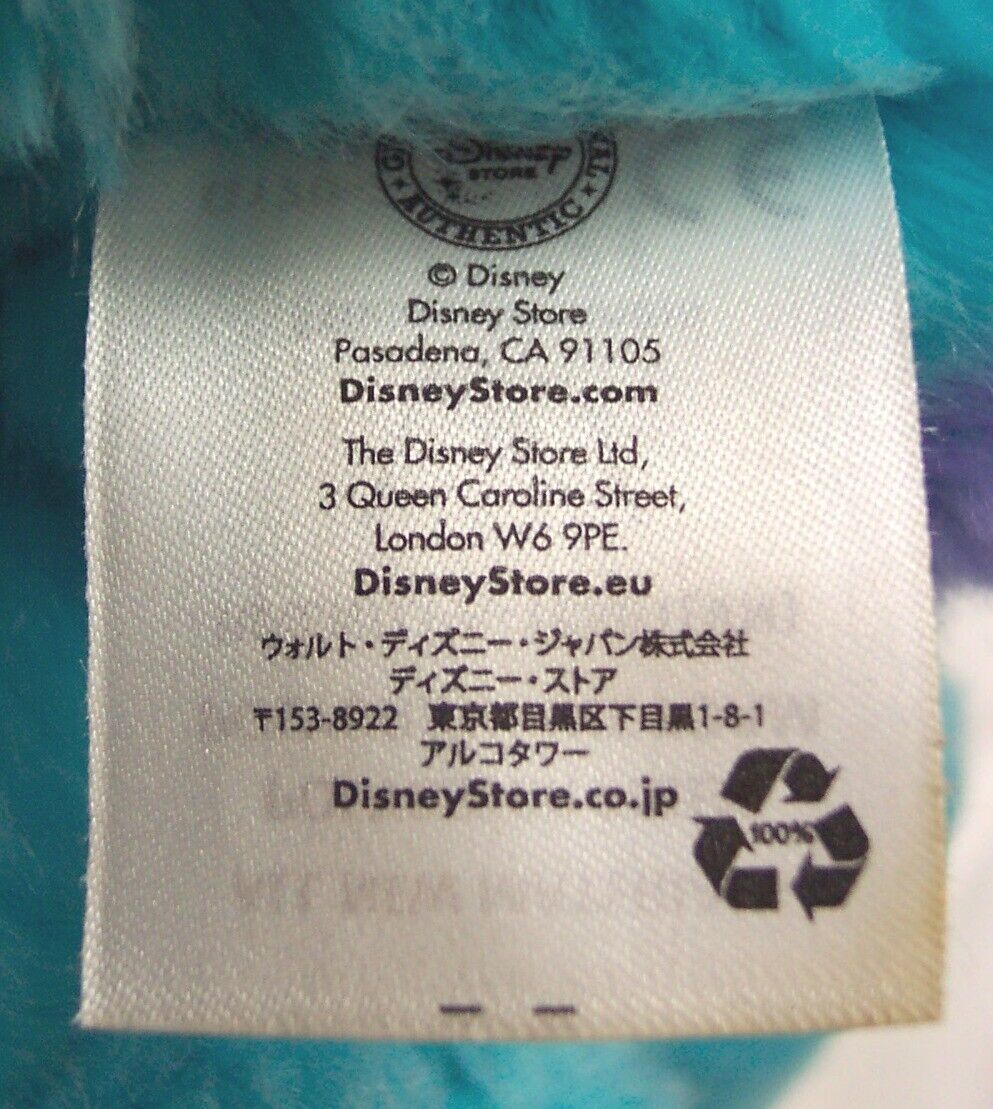 Disney
STORE
AUTHENTIC
© Disney
Disney Store
Pasadena, CA 91105
DisneyStore.com
The Disney Store Ltd,
3 Queen Caroline Street,
London W6 9PE.
DisneyStore.eu
ウォルト・ディズニー・ジャパン株式会社
ディズニー・ストア
〒153-8922 東京都目黒区下目黒1-8-1
アルコタワー
DisneyStore.co.jp
100%